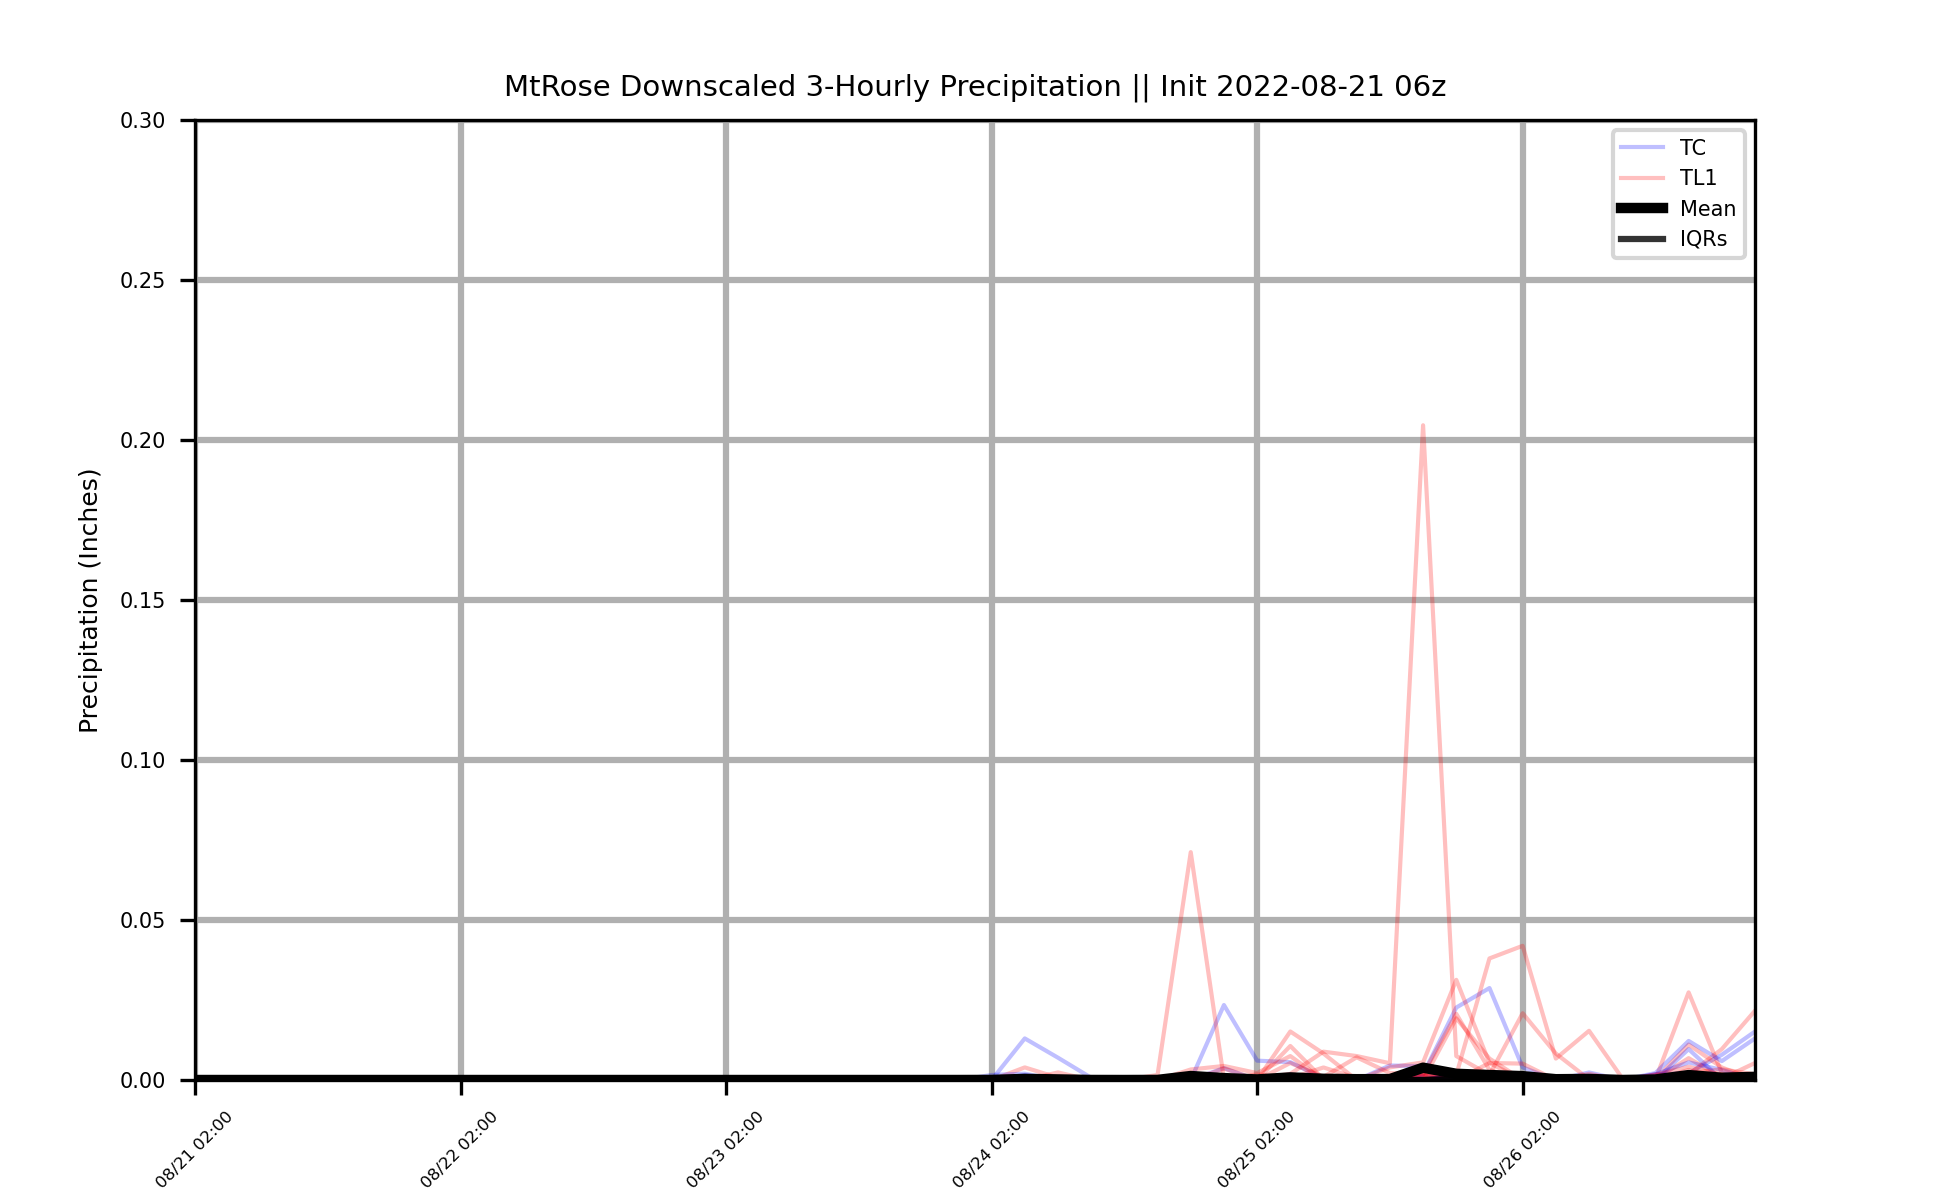 MtRose Downscaled 3-Hourly Precipitation || Init 2022-08-21 06z
0.30
0.25
0.20
0.15
0.10
0.05
0.00
Precipitation (Inches)
TC
TL1
Mean
IQRs
08/21 02:00
08/22 02:00
08/23 02:00
08/24 02:00
08/25 02:00
08/26 02:00